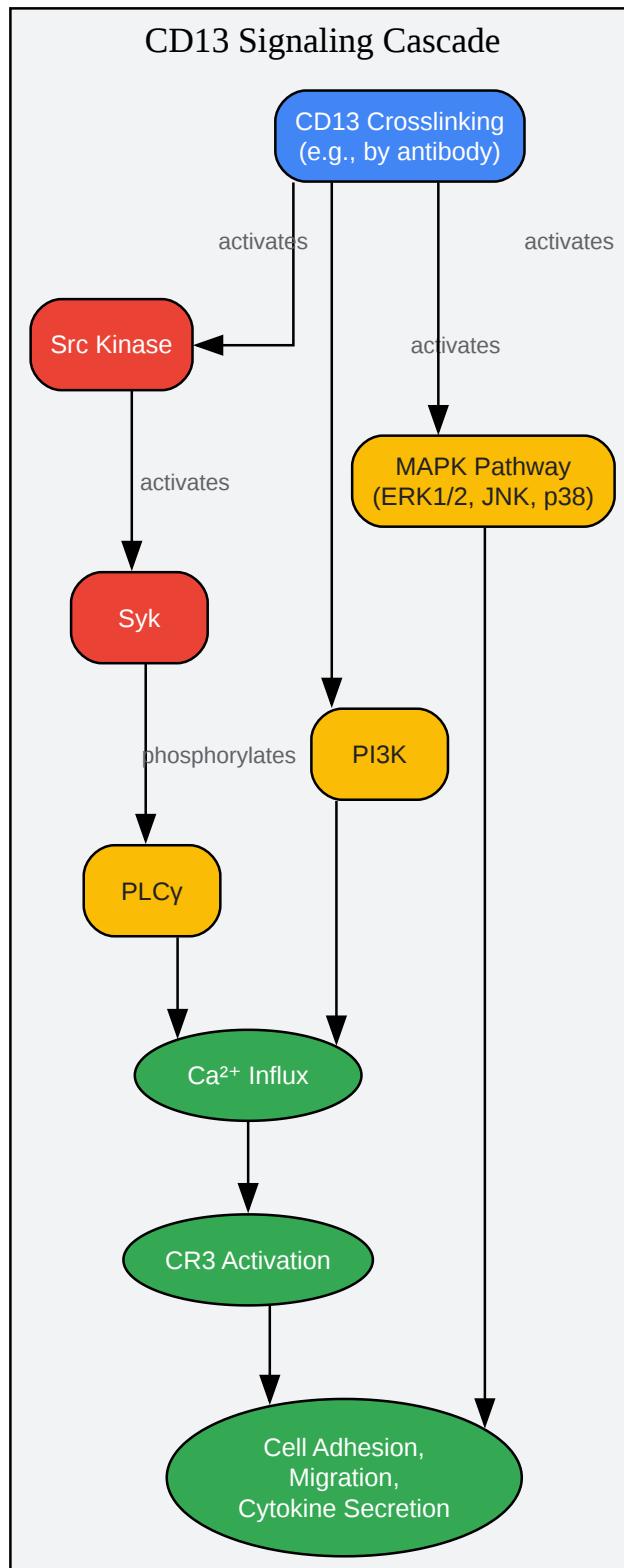 CD13 Signaling Cascade
CD13 Crosslinking
(e.g., by antibody)
activates
activates
Src Kinase
activates
MAPK Pathway
(ERK1/2, JNK, p38)
activates
Syk
phosphorylates
PI3K
PLCγ
Ca²⁺ Influx
CR3 Activation
Cell Adhesion,
Migration,
Cytokine Secretion